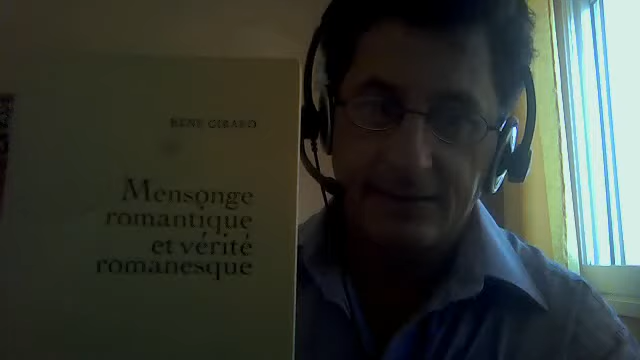 RENE GIRARD
Mensonge
romantique
et vérité
romanesque